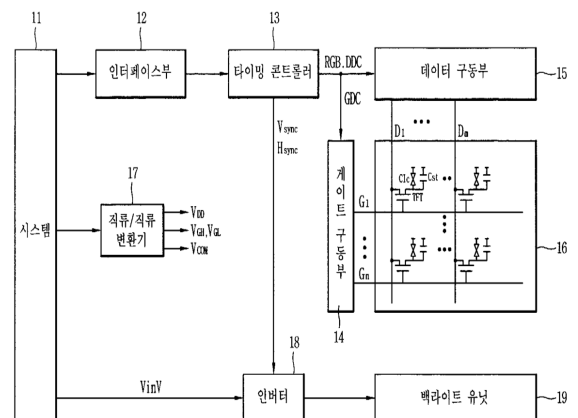 11
12
13
인터페이스부
타이밍 콘트롤러
RGB.DDC
데이터 구동부
15
GDC
D1
Dm
Vsync
Hsync
시스템
17
직류/직류
변환기
VDD
VGH,VGL
VCOM
게이트 구동부
14
G1
Gn
Clc
Cst
TFT
16
18
VinV
인버터
백라이트 유닛
19